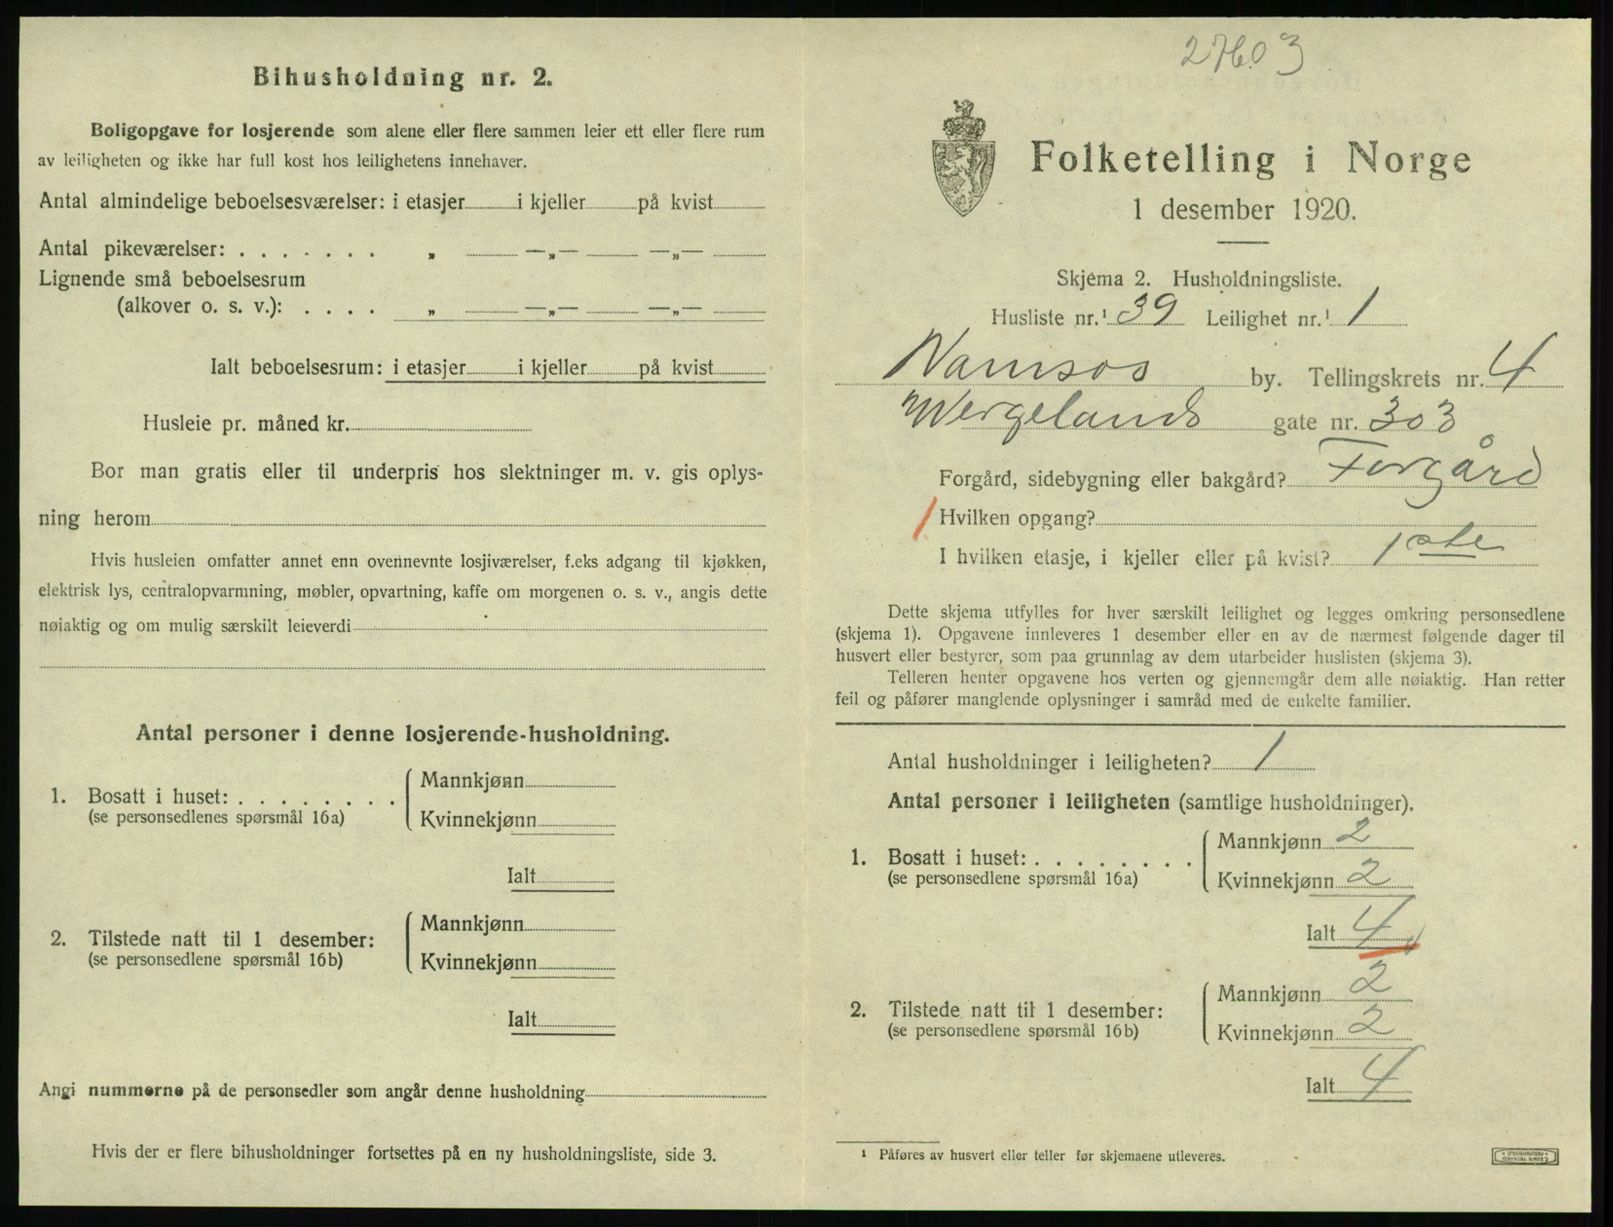 Bihusholdning nr. 2.
Boligopgave for losjerende som alene eller flere sammen leier ett eller flere rum
av leiligheten og ikke har full kost hos leilighetens innehaver.
Antal almindelige beboelsesværelser: i etasjer i kjeller på kvist
Antal pikeværelser: . . . . . . . „ —„— —„—
Lignende små beboelsesrum
(alkover o. s. v.): . . . . „ —„— —„—
Ialt beboelsesrum: i etasjer i kjeller på kvist
Husleie pr. måned kr.
Bor man gratis eller til underpris hos slektninger m. v. gis oplys-
ning herom
Hvis husleien omfatter annet enn ovennevnte losjiværelser, f.eks adgang til kjøkken,
elektrisk lys, centralopvarmning, møbler, opvartning, kaffe om morgenen o. s. v., angis dette
nøiaktig og om mulig særskilt leieverdi
Antal personer i denne losjerende-husholdning.
1. Bosatt i huset: . . . . . . . . Mannkjønn
(se personsedlenes spørsmål 16a) Kvinnekjønn
Ialt
2. Tilstede natt til 1 desember: Mannkjønn
(se personsedlene spørsmål 16b) Kvinnekjønn
Ialt
Angi nummerne på de personsedler som angår denne husholdning
Hvis der er flere bihusholdninger fortsettes på en ny husholdningsliste, side 3.
27603
Folketelling i Norge
1 desember 1920.
Skjema 2. Husholdningsliste.
Husliste nr.¹ 39 Leilighet nr.¹ 1
Namsos by. Tellingskrets nr. 4
Wergelands gate nr. 303
Forgård, sidebygning eller bakgård? Forgård
Hvilken opgang?
I hvilken etasje, i kjeller eller på kvist? 1ste
Dette skjema utfylles for hver særskilt leilighet og legges omkring personsedlene
(skjema 1). Opgavene innleveres 1 desember eller en av de nærmest følgende dager til
husvert eller bestyrer, som paa grunnlag av dem utarbeider huslisten (skjema 3).
Telleren henter opgavene hos verten og gjennemgår dem alle nøiaktig. Han retter
feil og påfører manglende oplysninger i samråd med de enkelte familier.
Antal husholdninger i leiligheten? 1
Antal personer i leiligheten (samtlige husholdninger).
1. Bosatt i huset: . . . . . . . . Mannkjønn 2
(se personsedlene spørsmål 16a) Kvinnekjønn 2
Ialt 4
2. Tilstede natt til 1 desember: Mannkjønn 2
(se personsedlene spørsmål 16b) Kvinnekjønn 2
Ialt 4
¹ Påføres av husvert eller teller før skjemaene utleveres.